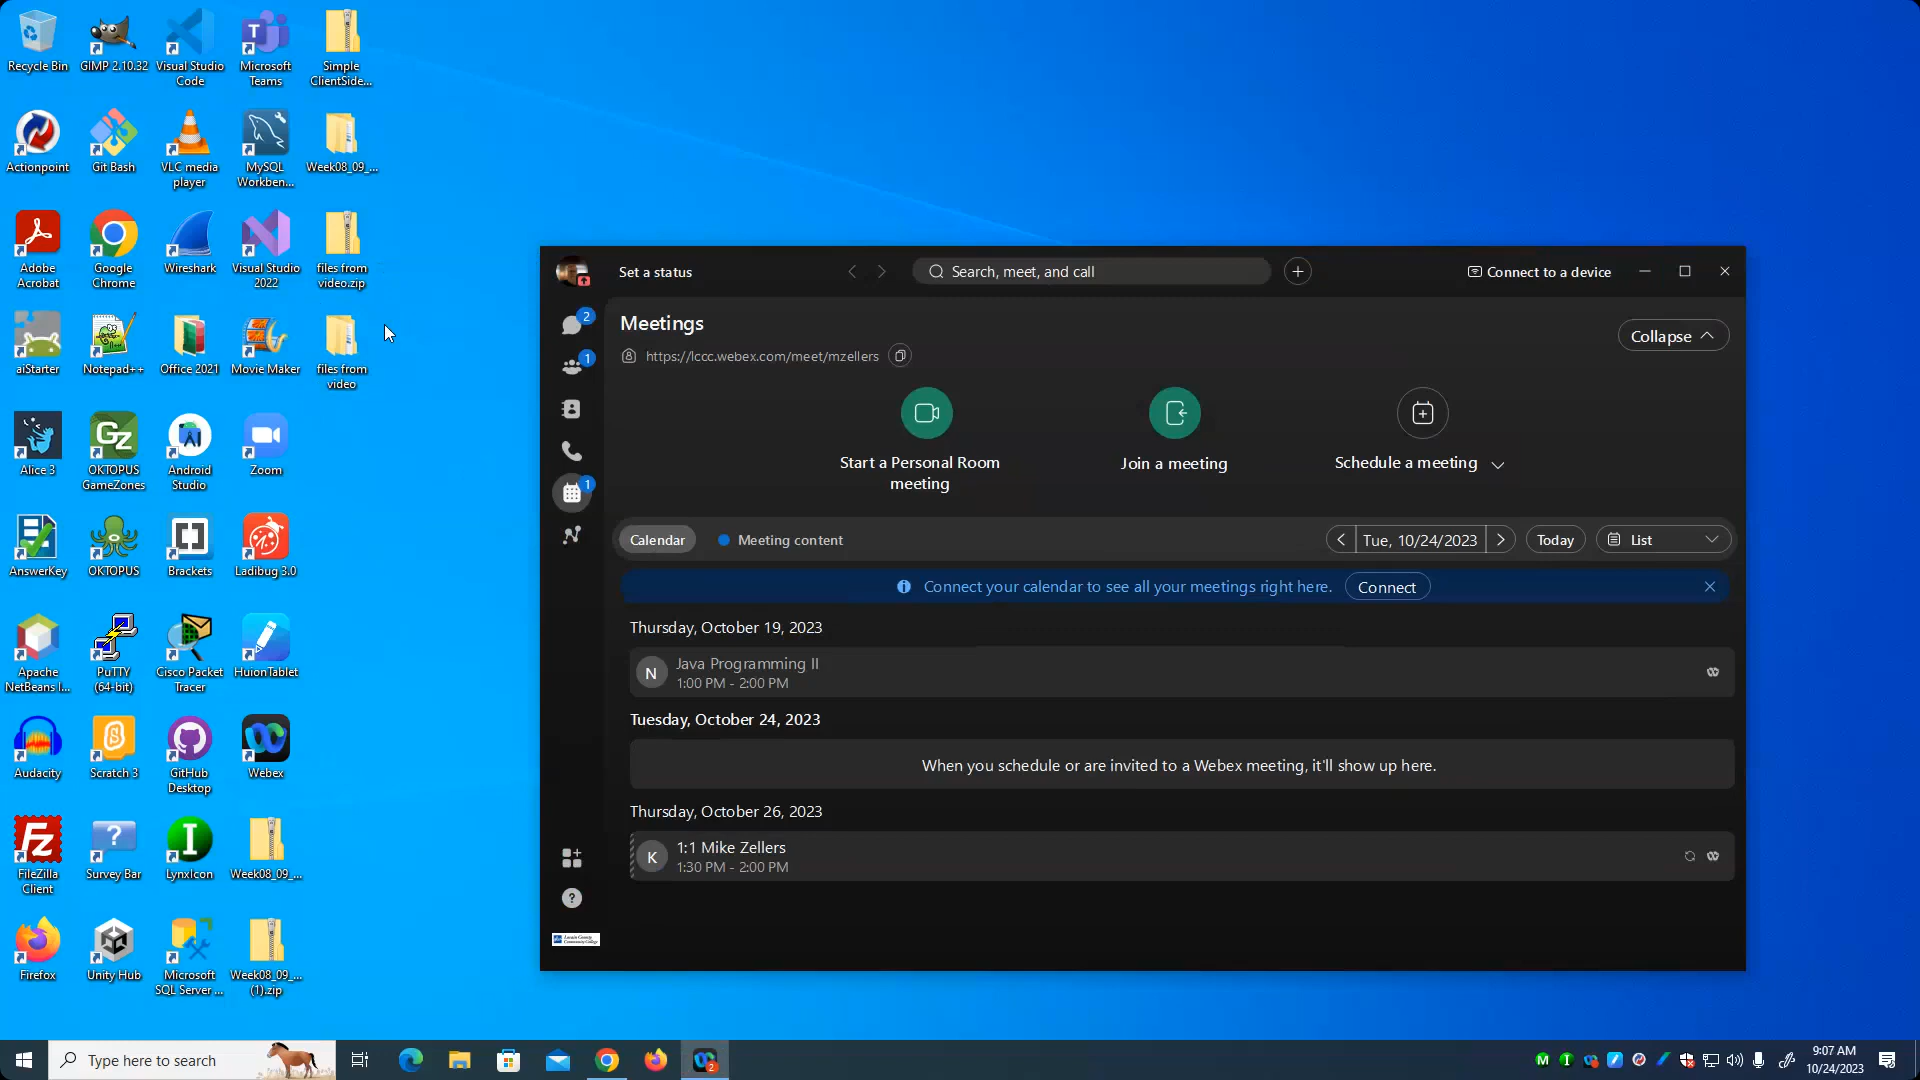 Recycle Bin
GIMP 2.10.32
Visual Studio
Code
Microsoft
Teams
Simple
ClientSide...
Actionpoint
Git Bash
VLC media
player
MySQL
Workben...
Week08_09_...
Adobe
Acrobat
Google
Chrome
Wireshark
Visual Studio
2022
files from
video.zip
aiStarter
Notepad++
Office 2021
Movie Maker
files from
video
Alice 3
OKTOPUS
GameZones
Android
Studio
Zoom
AnswerKey
OKTOPUS
Brackets
Ladibug 3.0
Apache
NetBeans I...
PuTTY
(64-bit)
Cisco Packet
Tracer
HuionTablet
Audacity
Scratch 3
GitHub
Desktop
Webex
FileZilla
Client
Survey Bar
LynxIcon
Week08_09_...
Firefox
Unity Hub
Microsoft
SQL Server ...
Week08_09_...
(1).zip
Set a status
Search, meet, and call
Connect to a device
2
1
1
Meetings
https://lccc.webex.com/meet/mzellers
Collapse
Start a Personal Room
meeting
Join a meeting
Schedule a meeting
Calendar
Meeting content
Tue, 10/24/2023
Today
List
Connect your calendar to see all your meetings right here.
Connect
Thursday, October 19, 2023
N
Java Programming II
1:00 PM - 2:00 PM
Tuesday, October 24, 2023
When you schedule or are invited to a Webex meeting, it'll show up here.
Thursday, October 26, 2023
K
1:1 Mike Zellers
1:30 PM - 2:00 PM
Type here to search
2
9:07 AM
10/24/2023